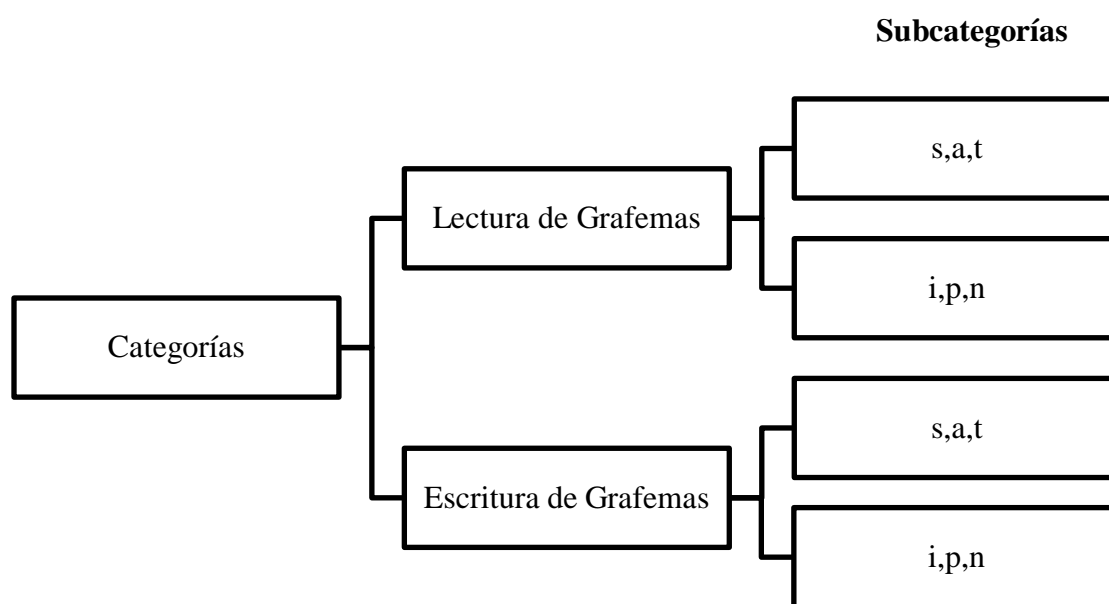 Subcategorías
s,a,t
Lectura de Grafemas
i,p,n
Categorías
s,a,t
Escritura de Grafemas
i,p,n